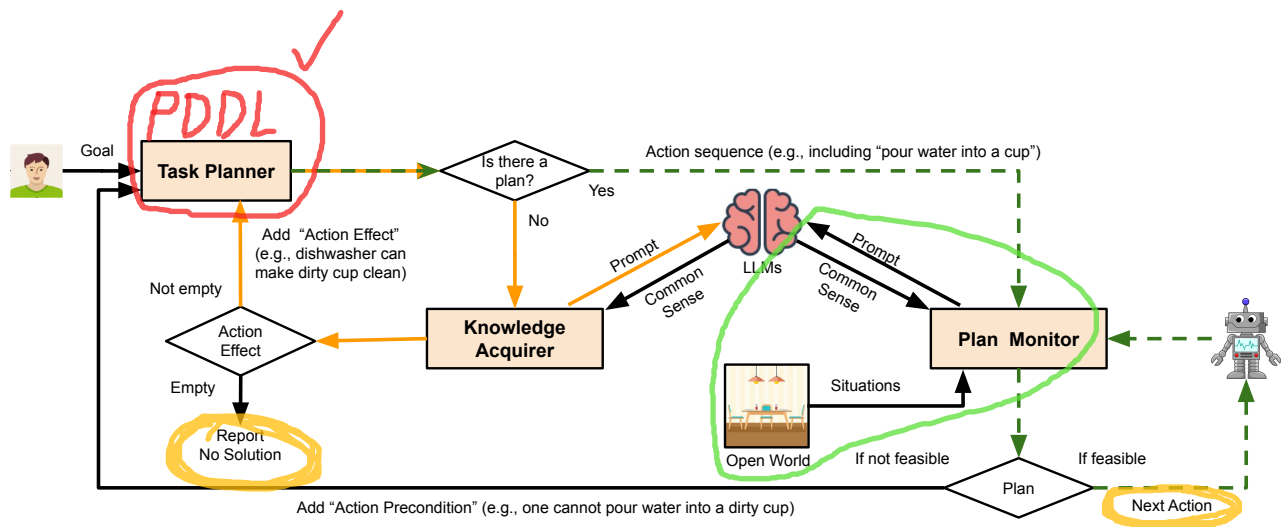 PDDL
Goal
Task Planner
Is there a
plan?
Yes
No
Action sequence (e.g., including “pour water into a cup”)
Add “Action Effect”
(e.g., dishwasher can
make dirty cup clean)
Not empty
Action
Effect
Empty
Report
No Solution
Knowledge
Acquirer
Prompt
Common
Sense
LLMs
Prompt
Common
Sense
Plan Monitor
Situations
Open World
If not feasible
Plan
If feasible
Next Action
Add “Action Precondition” (e.g., one cannot pour water into a dirty cup)